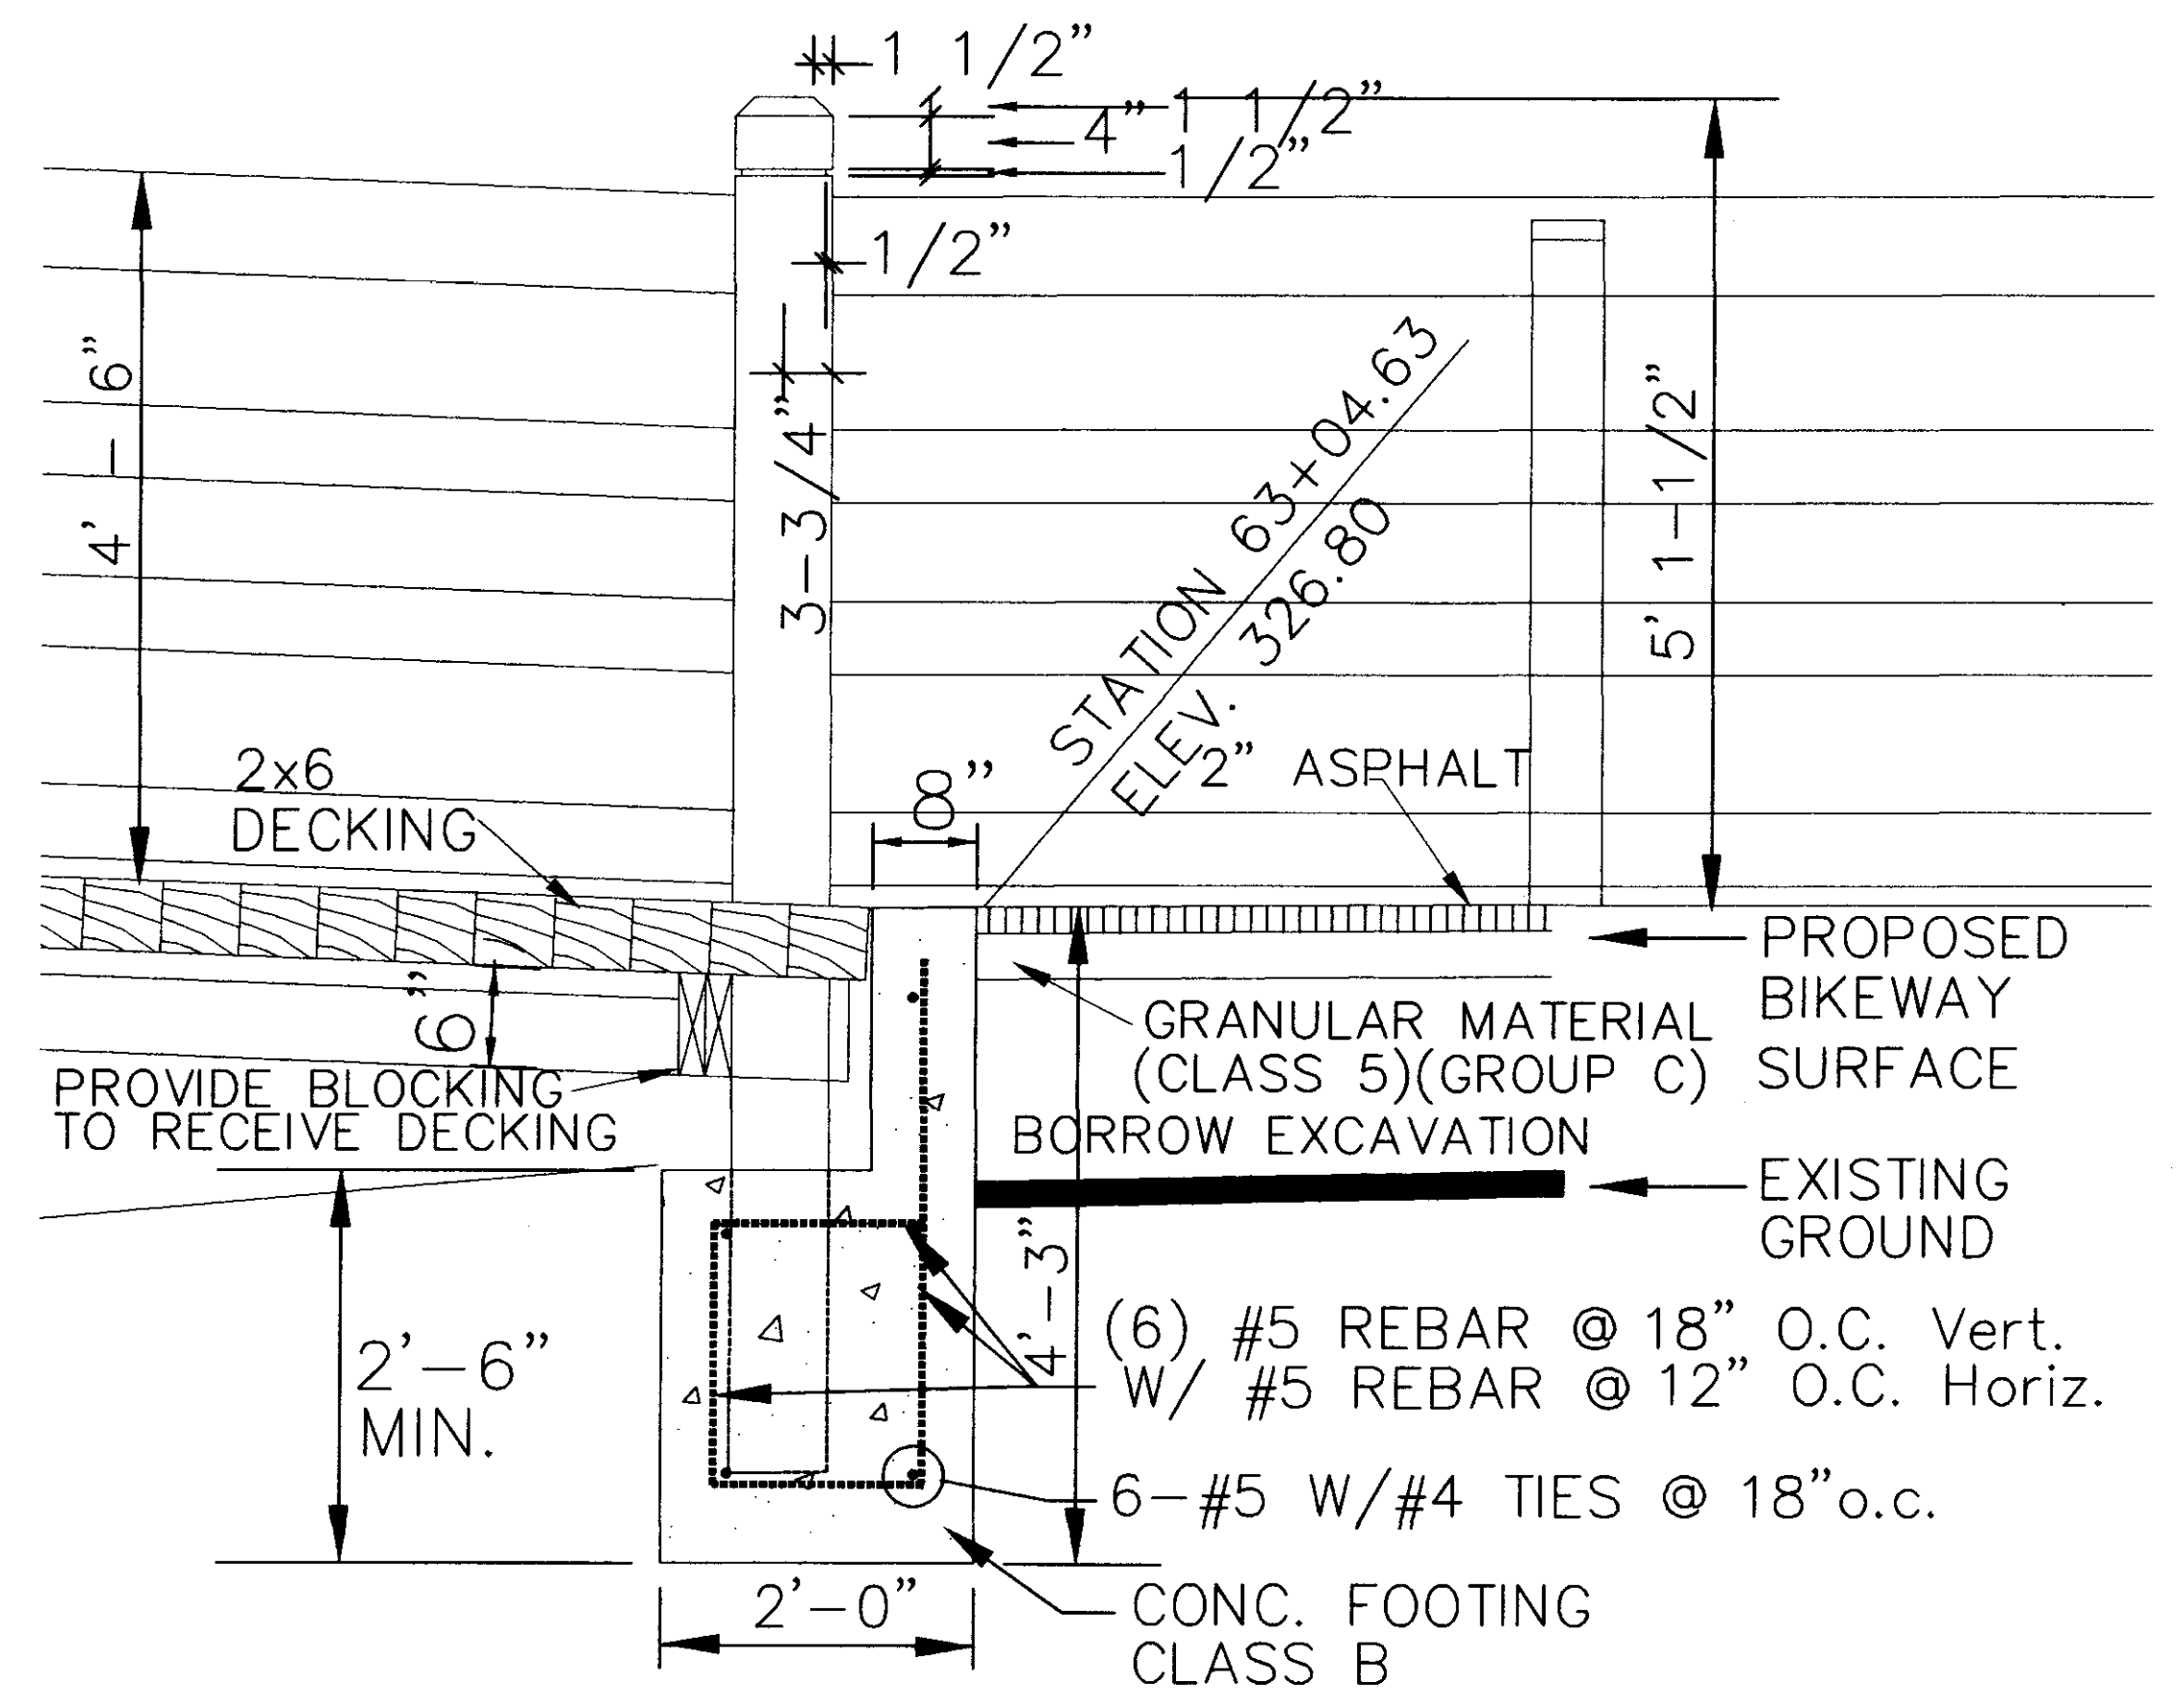 1 1/2"
1 1/2"
4"
1/2"
1/2"
4' - 6"
3-3/4"
STATION 63+04.63
ELEV. 326.80
5' 1-1/2"
2x6
DECKING
8"
2" ASPHALT
6"
PROPOSED
BIKEWAY
SURFACE
GRANULAR MATERIAL
(CLASS 5)(GROUP C)
PROVIDE BLOCKING
TO RECEIVE DECKING
BORROW EXCAVATION
EXISTING
GROUND
4'-3"
2'-6"
MIN.
(6) #5 REBAR @ 18" O.C. Vert.
W/ #5 REBAR @ 12" O.C. Horiz.
6-#5 W/#4 TIES @ 18"o.c.
2'-0"
CONC. FOOTING
CLASS B